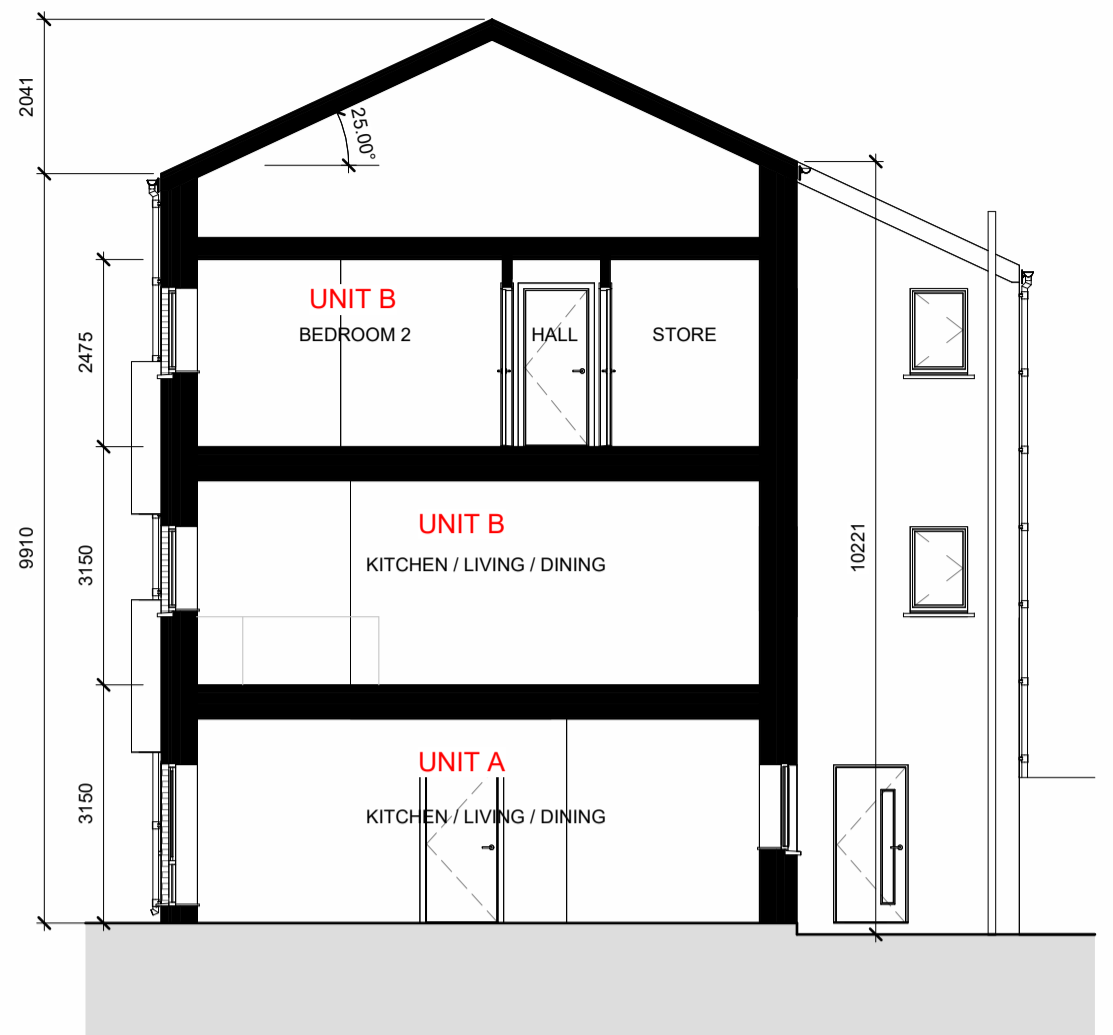 2041
25.00°
UNIT B
BEDROOM 2
HALL
STORE
2475
UNIT B
KITCHEN / LIVING / DINING
9910
3150
10221
UNIT A
KITCHEN / LIVING / DINING
3150